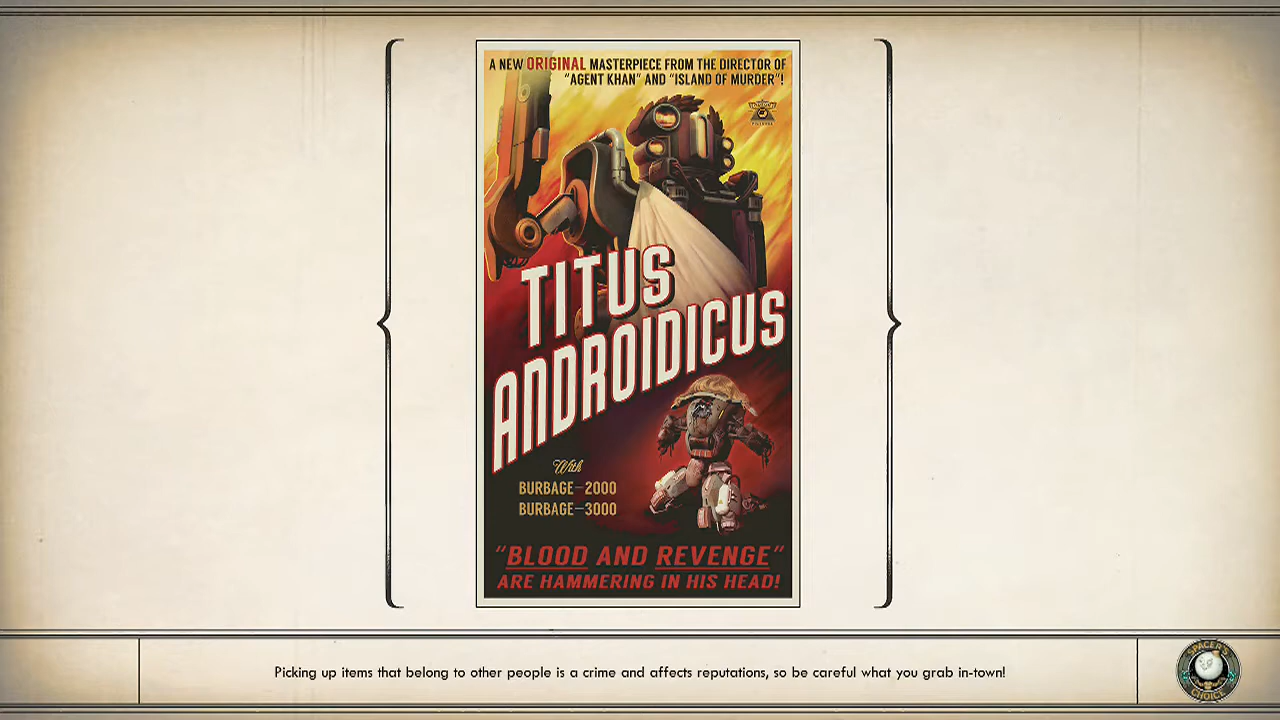 A NEW ORIGINAL MASTERPIECE FROM THE DIRECTOR OF
"AGENT KHAN" AND "ISLAND OF MURDER"!
TITUS
ANDROIDICUS
With
BURBAGE-2000
BURBAGE-3000
"BLOOD AND REVENGE"
ARE HAMMERING IN HIS HEAD!
Picking up items that belong to other people is a crime and affects reputations, so be careful what you grab in-town!
SPACER'S
CHOICE